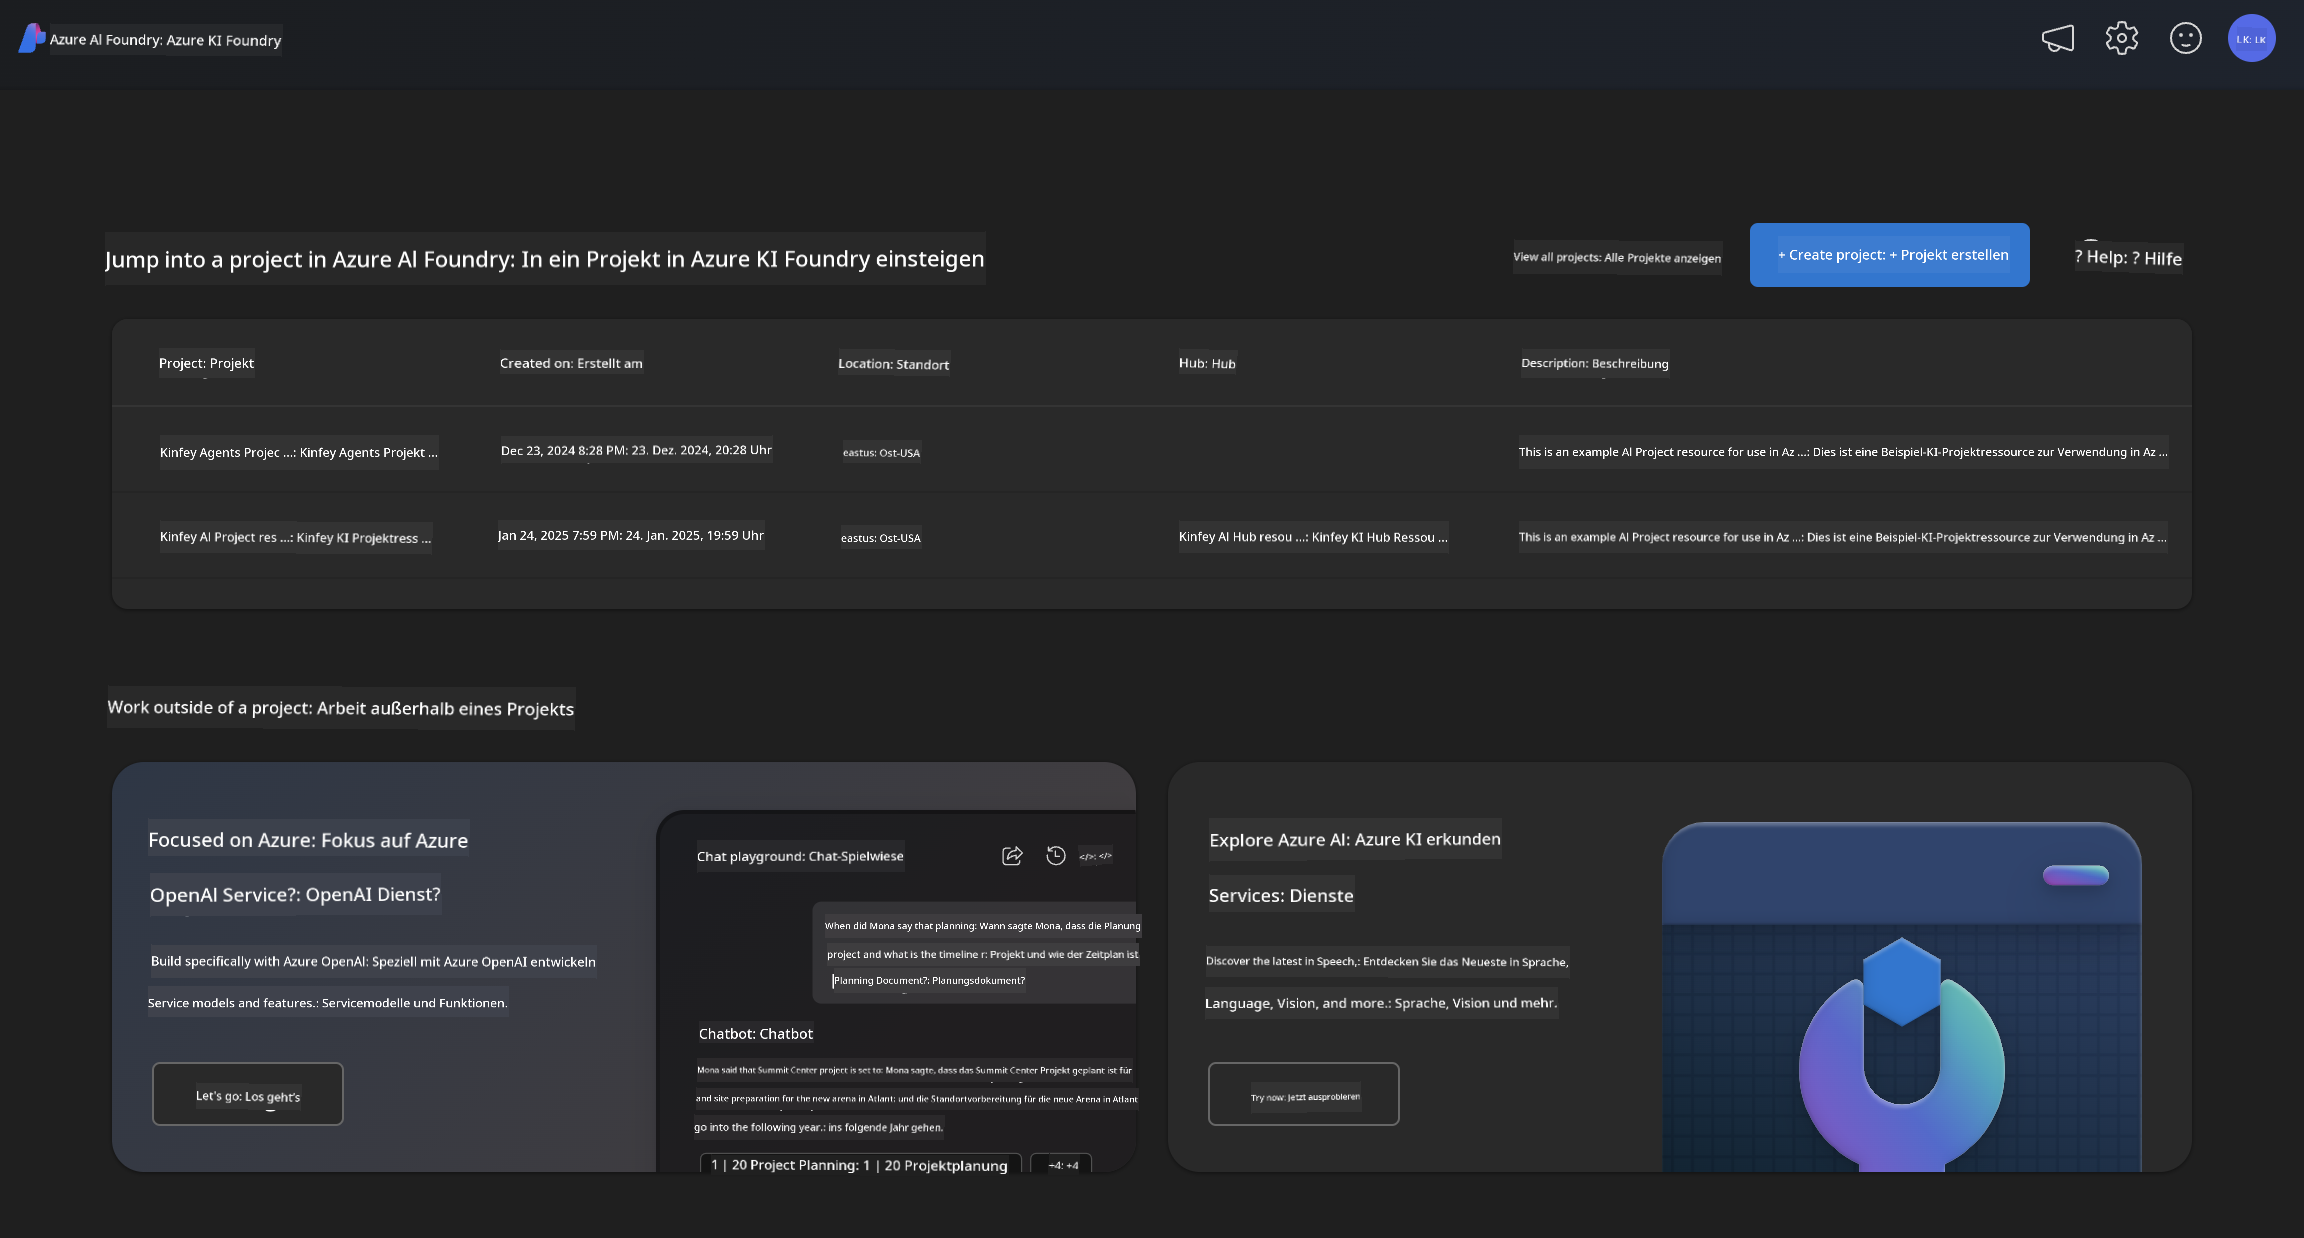 Azure AI Foundry: Azure KI Foundry
LK: LK
Jump into a project in Azure AI Foundry: In ein Projekt in Azure KI Foundry einsteigen
View all projects: Alle Projekte anzeigen
+ Create project: + Projekt erstellen
? Help: ? Hilfe
Project: Projekt
Created on: Erstellt am
Location: Standort
Hub: Hub
Description: Beschreibung
Kinfey Agents Projec ...: Kinfey Agents Projekt ...
Dec 23, 2024 8:28 PM: 23. Dez. 2024, 20:28 Uhr
eastus: Ost-USA
This is an example AI Project resource for use in Az ...: Dies ist eine Beispiel-KI-Projektressource zur Verwendung in Az ...
Kinfey AI Project res ...: Kinfey KI Projektress ...
Jan 24, 2025 7:59 PM: 24. Jan. 2025, 19:59 Uhr
eastus: Ost-USA
Kinfey AI Hub resou ...: Kinfey KI Hub Ressou ...
This is an example AI Project resource for use in Az ...: Dies ist eine Beispiel-KI-Projektressource zur Verwendung in Az ...
Work outside of a project: Arbeit außerhalb eines Projekts
Focused on Azure: Fokus auf Azure
OpenAI Service?: OpenAI Dienst?
Build specifically with Azure OpenAI: Speziell mit Azure OpenAI entwickeln
Service models and features.: Servicemodelle und Funktionen.
Let's go: Los geht's
Chat playground: Chat-Spielwiese
</>: </>
When did Mona say that planning: Wann sagte Mona, dass die Planung
project and what is the timeline r: Projekt und wie der Zeitplan ist
Planning Document?: Planungsdokument?
Chatbot: Chatbot
Mona said that Summit Center project is set to: Mona sagte, dass das Summit Center Projekt geplant ist für
and site preparation for the new arena in Atlant: und die Standortvorbereitung für die neue Arena in Atlant
go into the following year.: ins folgende Jahr gehen.
1 | 20 Project Planning: 1 | 20 Projektplanung
+4: +4
Explore Azure AI: Azure KI erkunden
Services: Dienste
Discover the latest in Speech,: Entdecken Sie das Neueste in Sprache,
Language, Vision, and more.: Sprache, Vision und mehr.
Try now: Jetzt ausprobieren